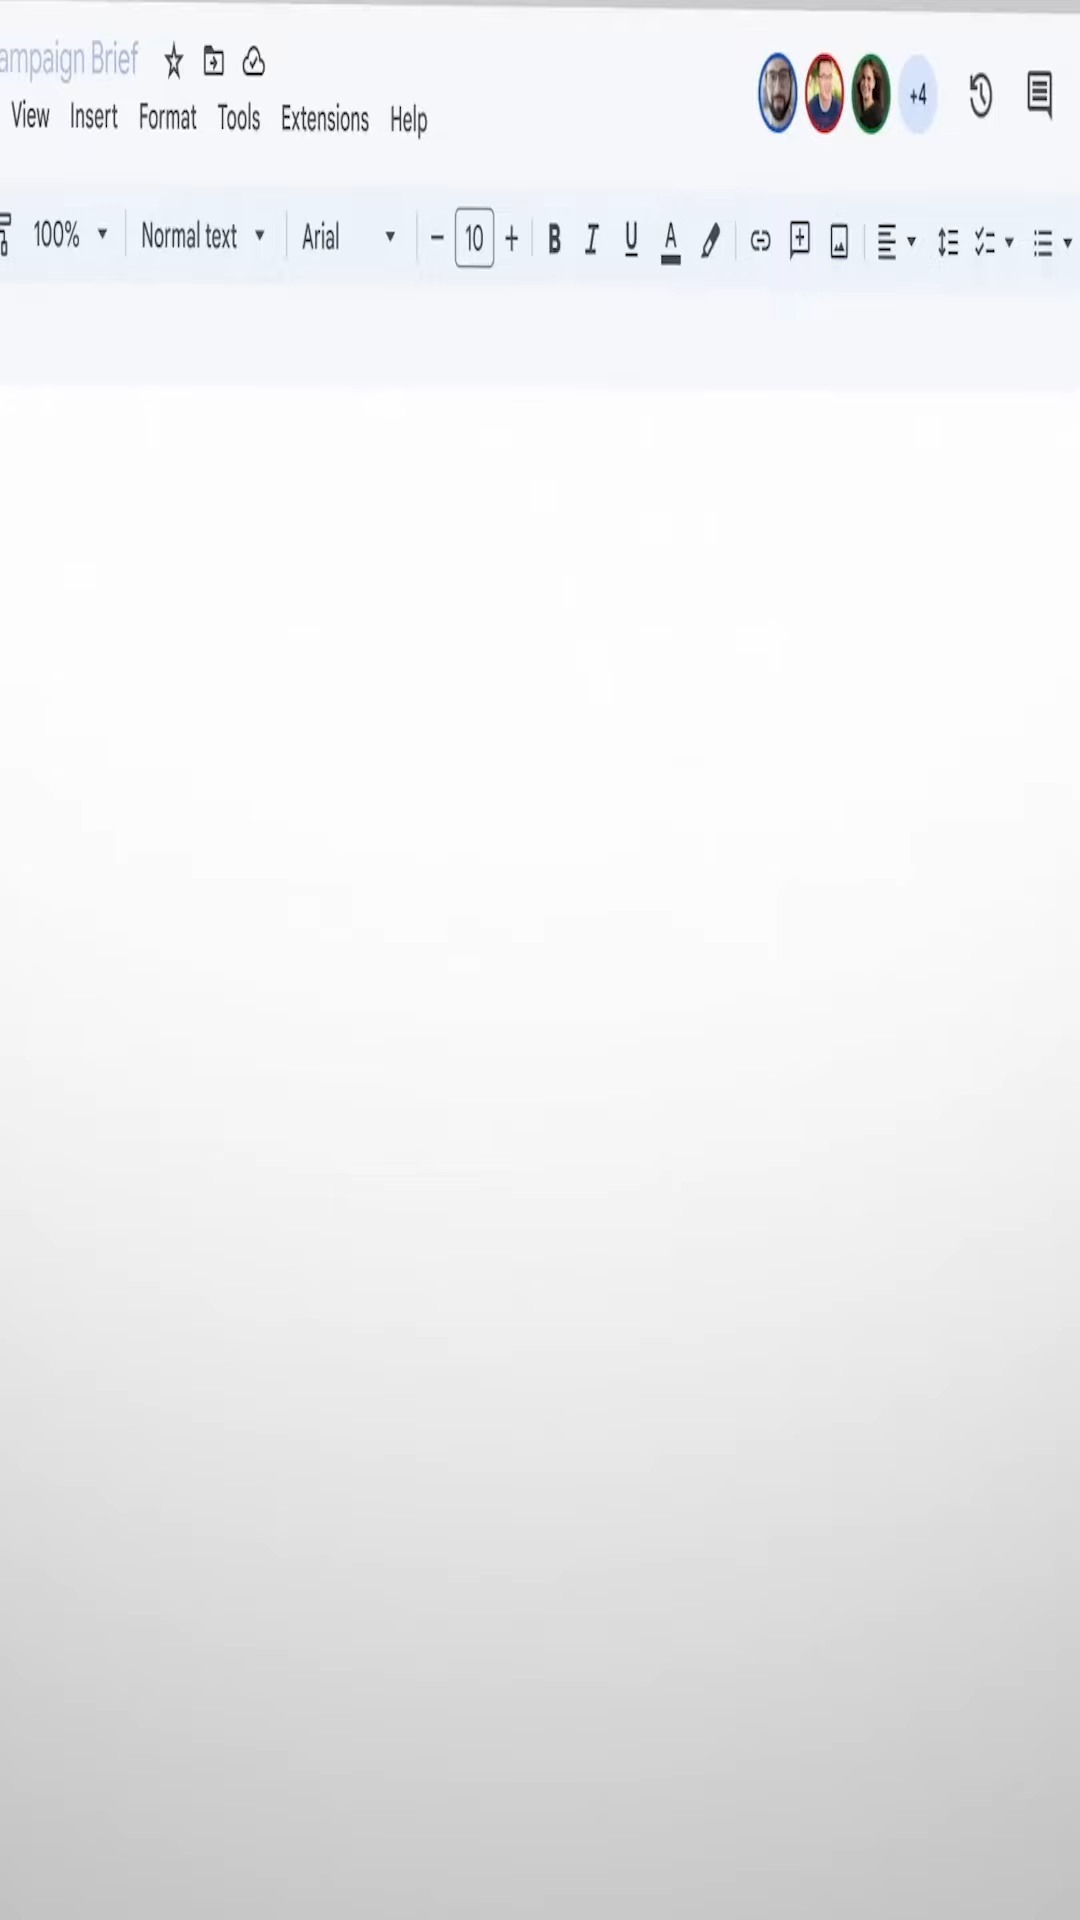 ampaign Brief
View Insert Format Tools Extensions Help
+4
100% Normal text Arial − 10 + B I U A